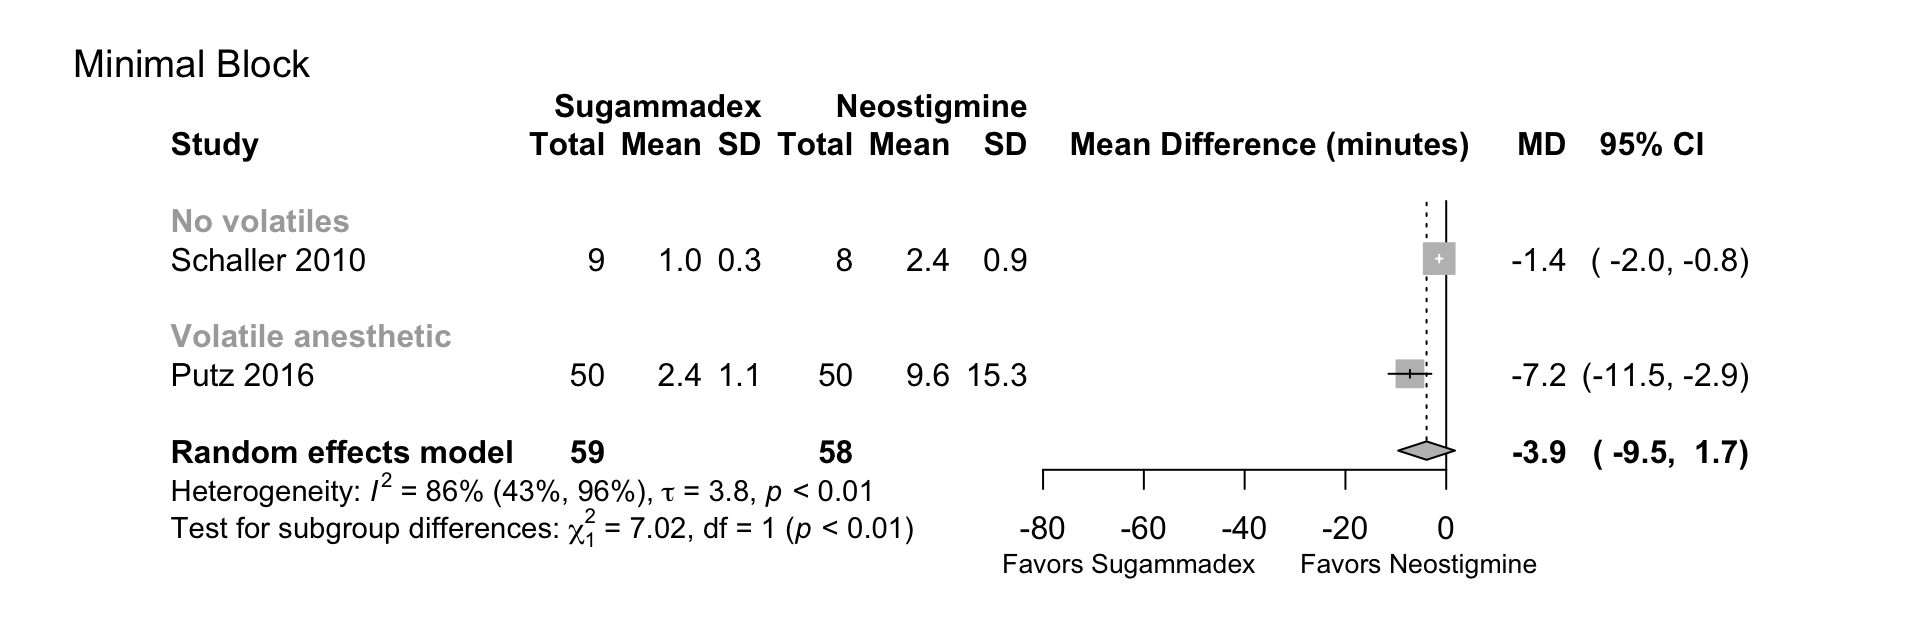 Minimal Block
Sugammadex Neostigmine
Study Total Mean SD Total Mean SD Mean Difference (minutes) MD 95% CI
No volatiles
Schaller 2010 9 1.0 0.3 8 2.4 0.9 -1.4 ( -2.0, -0.8)
Volatile anesthetic
Putz 2016 50 2.4 1.1 50 9.6 15.3 -7.2 (-11.5, -2.9)
Random effects model 59 58 -3.9 ( -9.5, 1.7)
Heterogeneity: I² = 86% (43%, 96%), τ = 3.8, p < 0.01
Test for subgroup differences: χ²₁ = 7.02, df = 1 (p < 0.01)
-80 -60 -40 -20 0
Favors Sugammadex Favors Neostigmine